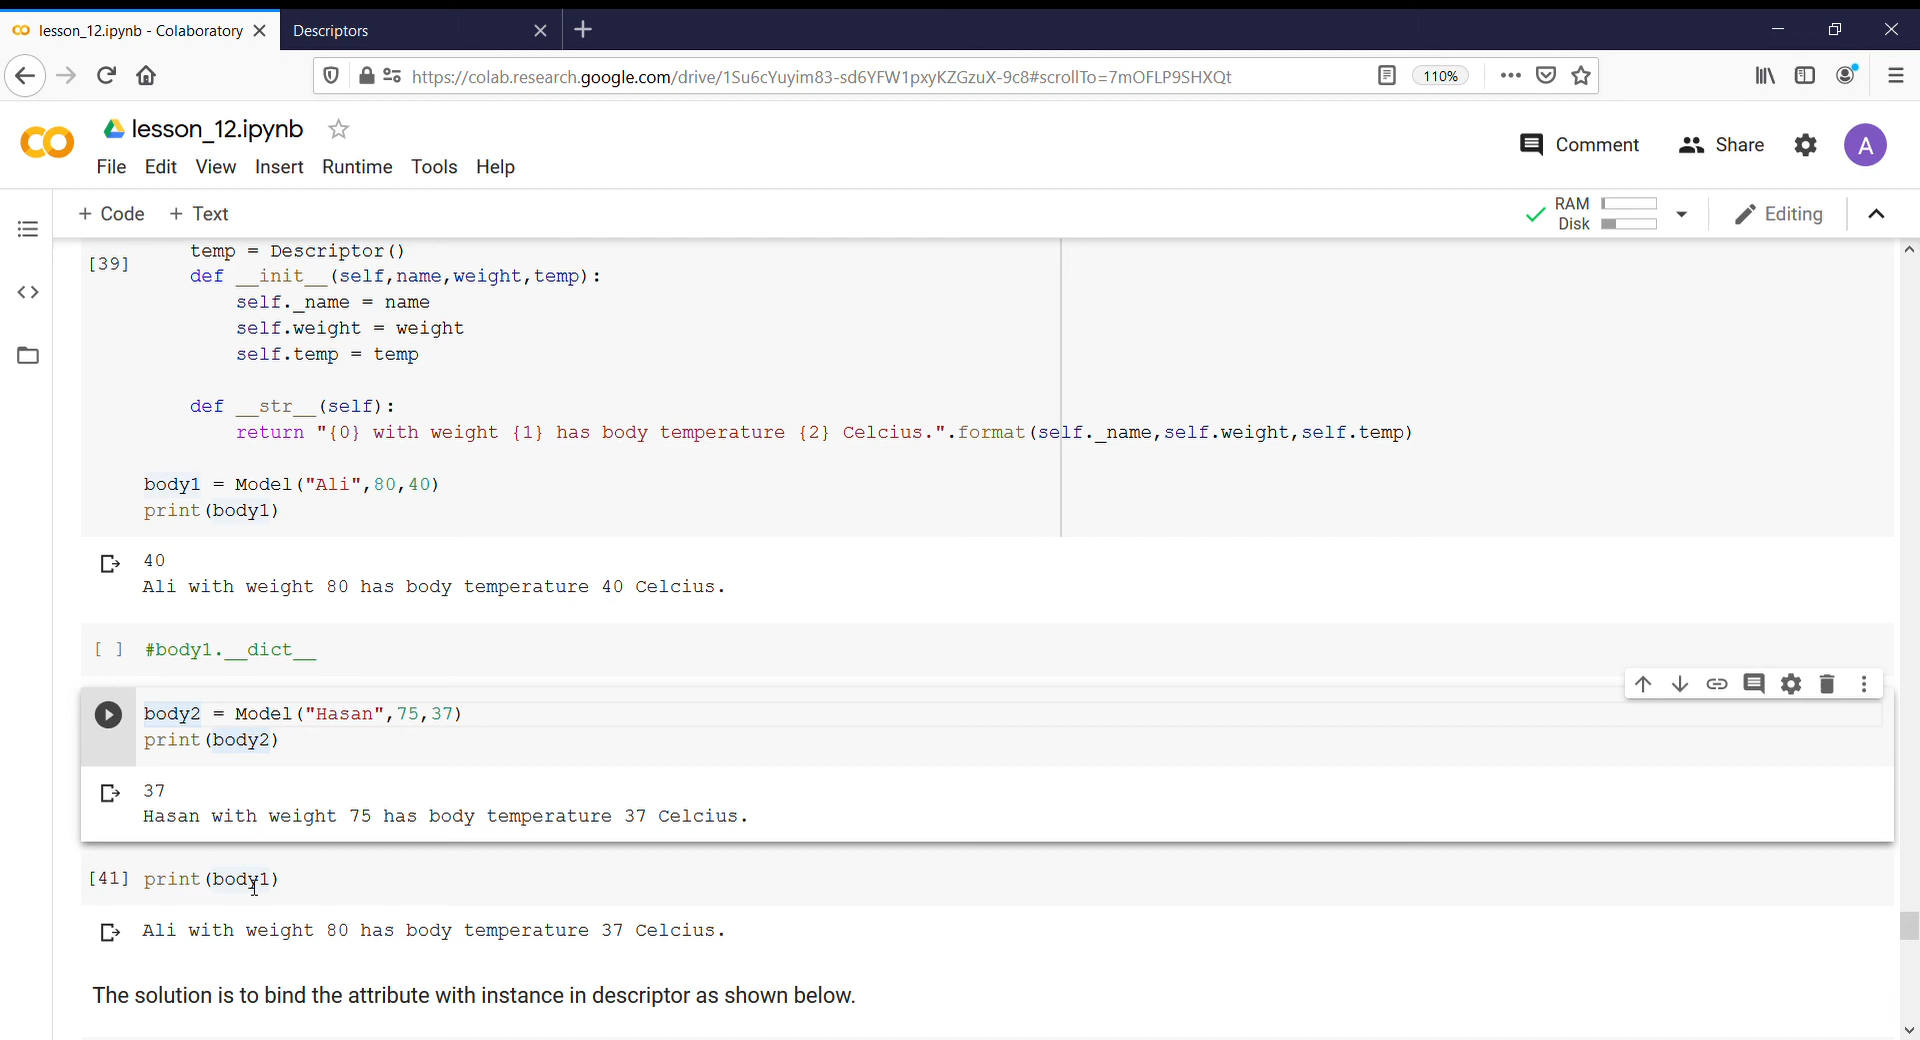 lesson_12.ipynb - Colaboratory
Descriptors
https://colab.research.google.com/drive/1Su6cYuyim83-sd6YFW1pxyKZGzuX-9c8#scrollTo=7mOFLP9SHXQt
110%
lesson_12.ipynb
Comment
Share
A
File Edit View Insert Runtime Tools Help
+ Code + Text
RAM
Disk
Editing
temp = Descriptor()
[39]
def __init__(self,name,weight,temp):
self._name = name
self.weight = weight
self.temp = temp
def __str__(self):
return "{0} with weight {1} has body temperature {2} Celcius.".format(self._name,self.weight,self.temp)
body1 = Model("Ali",80,40)
print(body1)
40
Ali with weight 80 has body temperature 40 Celcius.
[ ] #body1.__dict__
body2 = Model("Hasan",75,37)
print(body2)
37
Hasan with weight 75 has body temperature 37 Celcius.
[41] print(body1)
Ali with weight 80 has body temperature 37 Celcius.
The solution is to bind the attribute with instance in descriptor as shown below.